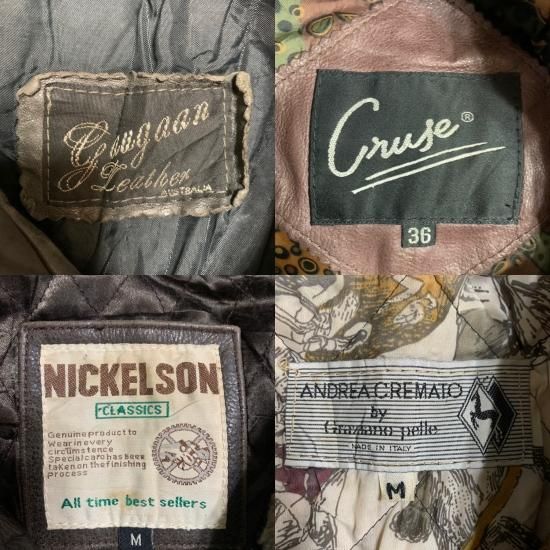 Gougaan
Leather
AUSTRALIA
Cruse®
36
NICKELSON
CLASSICS
Genuine product to
Wear in every
circumstence
Special care has been
taken on the finishing
process
All time best sellers
M
ANDREA CREMATO
by
Graziano pelle
MADE IN ITALY
M